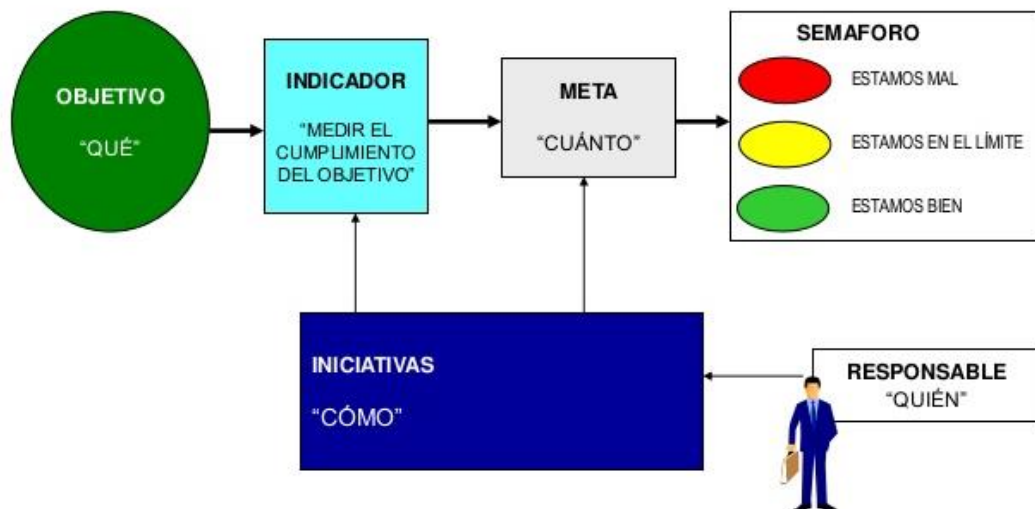 OBJETIVO
“QUÉ”
INDICADOR
“MEDIR EL
CUMPLIMIENTO
DEL OBJETIVO”
META
“CUÁNTO”
SEMAFORO
ESTAMOS MAL
ESTAMOS EN EL LÍMITE
ESTAMOS BIEN
INICIATIVAS
“CÓMO”
RESPONSABLE
“QUIÉN”